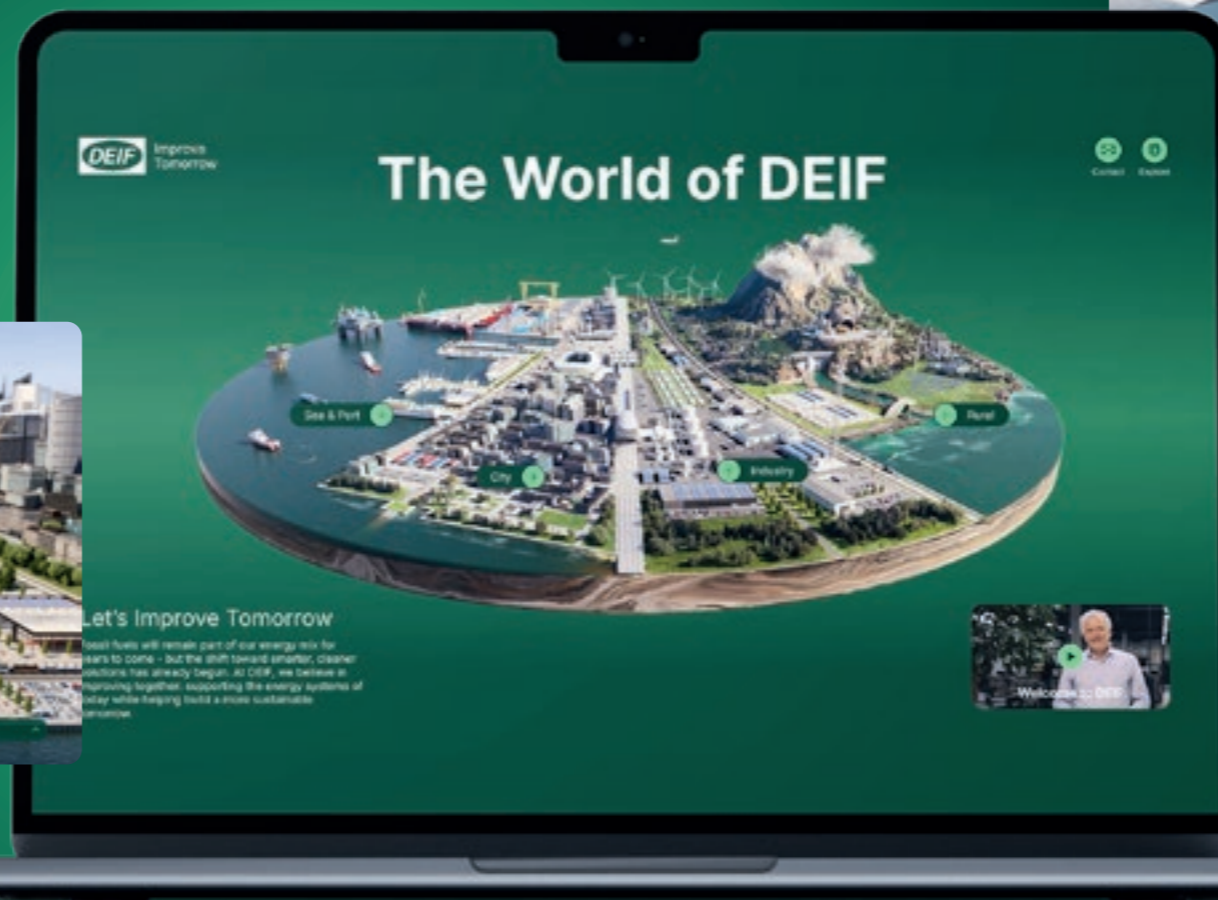 DEIF
Improve
Tomorrow
The World of DEIF
Contact
Explore
Sea & Port
Rural
City
Industry
Let's Improve Tomorrow
Fossil fuels will remain part of our energy mix for
years to come - but the shift toward smarter, cleaner
solutions has already begun. At DEIF, we believe in
improving together, supporting the energy systems of
today while helping build a more sustainable
tomorrow.
Welcome to DEIF